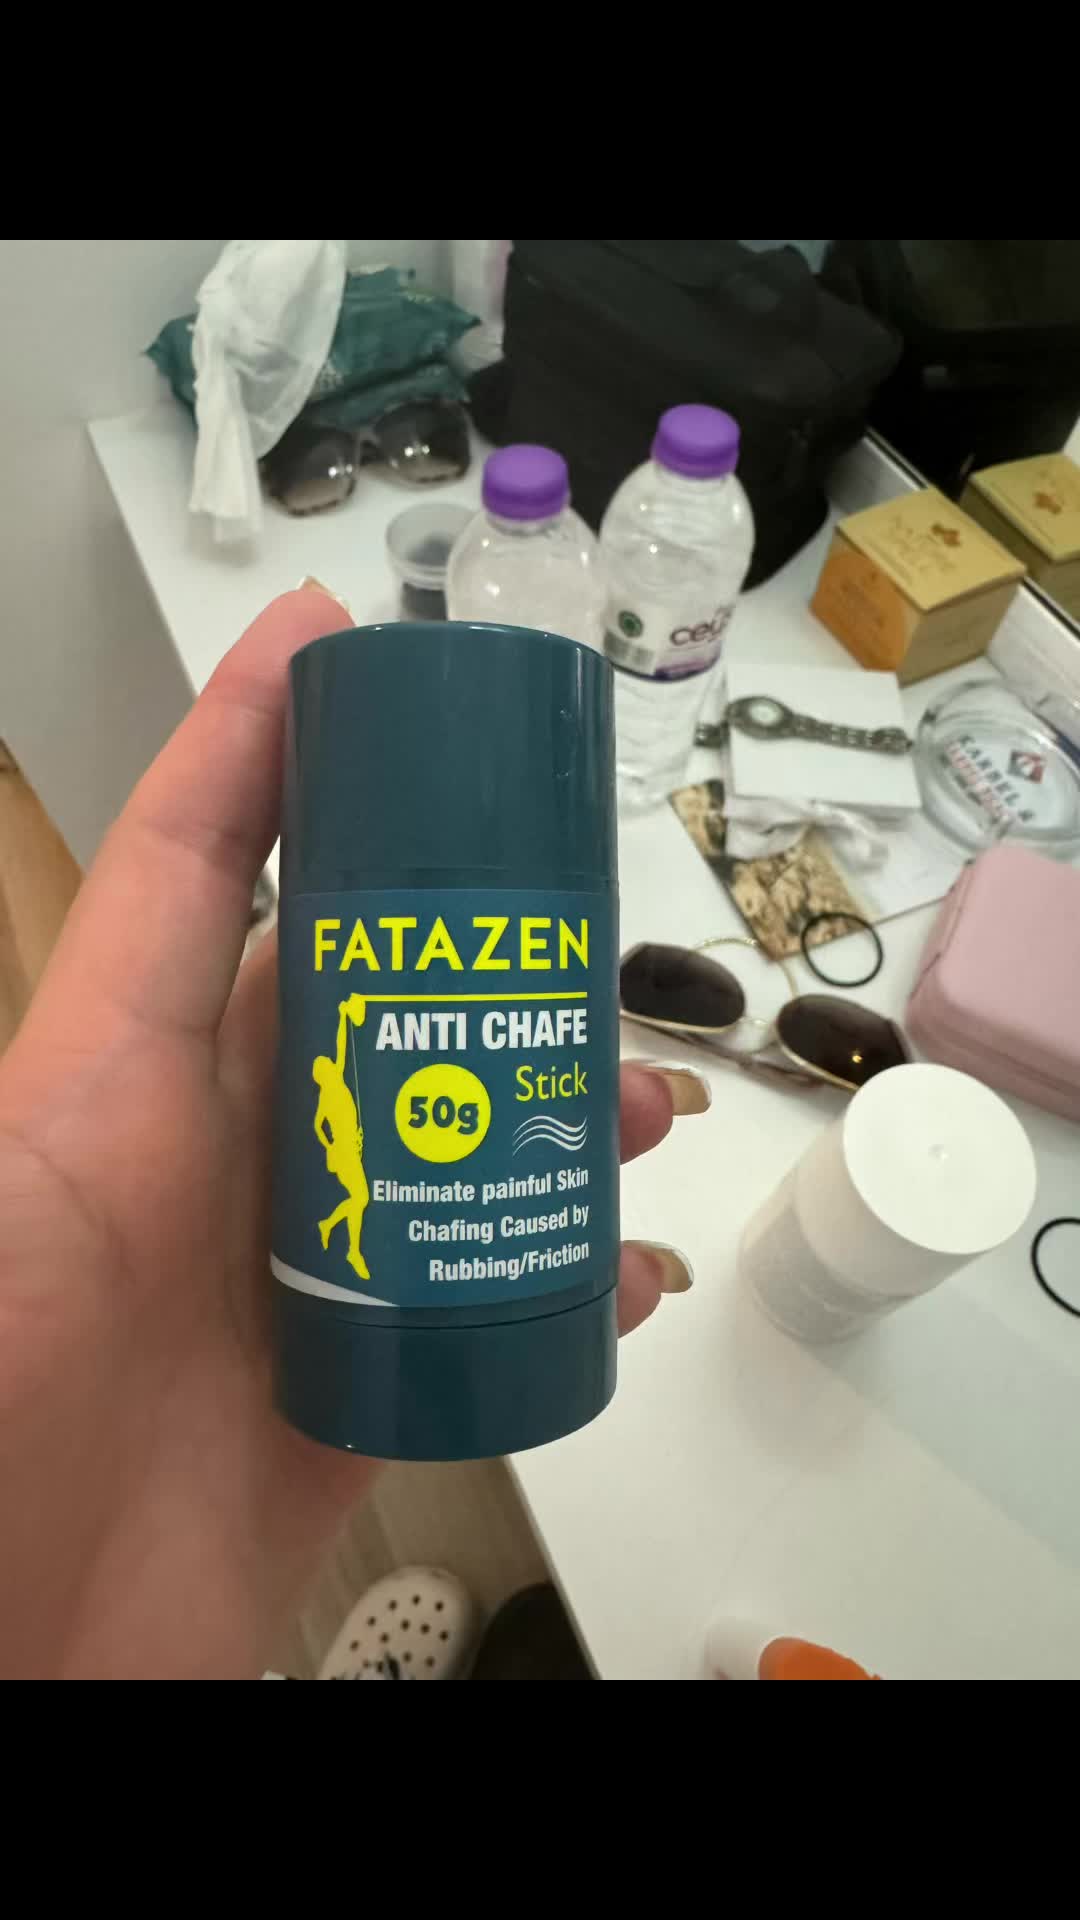 FATAZEN
ANTI CHAFE
Stick
50g
Eliminate painful Skin
Chafing Caused by
Rubbing/Friction